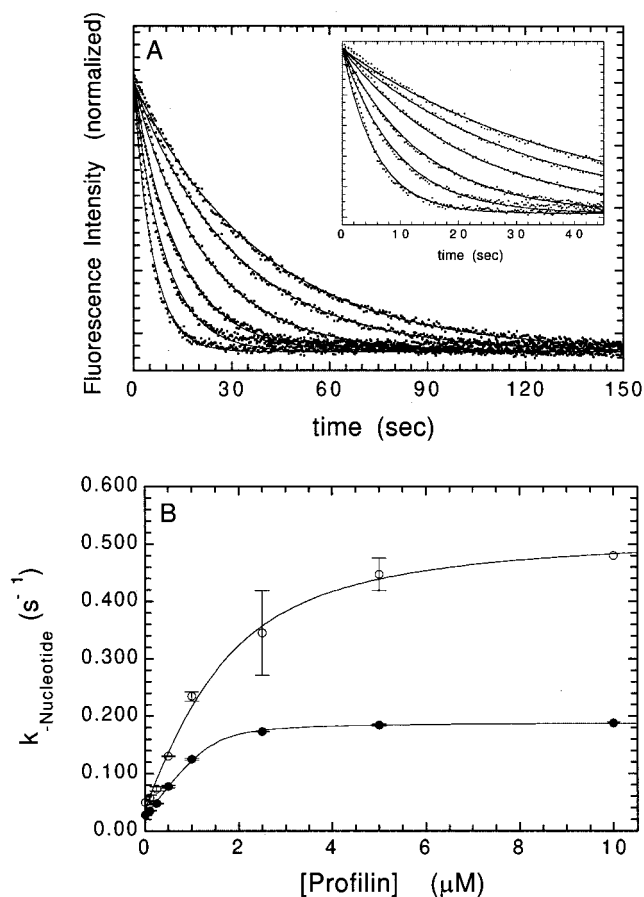 A
Fluorescence Intensity (normalized)
0 10 20 30 40
time (sec)
0 30 60 90 120 150
time (sec)
B
0.600
0.500
0.400
0.300
0.200
0.100
0.00
k -Nucleotide (s⁻¹)
0 2 4 6 8 10
[Profilin] (μM)